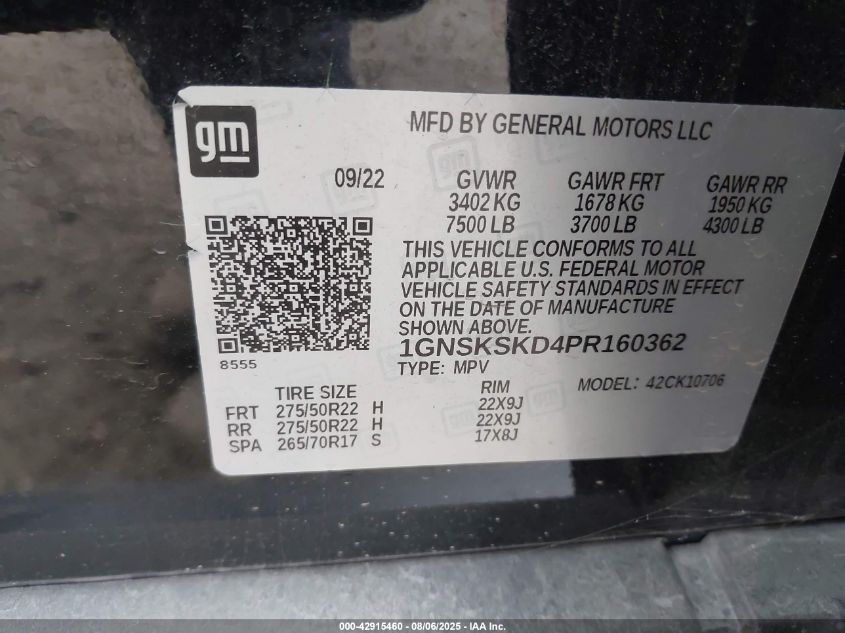 gm
MFD BY GENERAL MOTORS LLC
09/22 GVWR GAWR FRT GAWR RR
3402 KG 1678 KG 1950 KG
7500 LB 3700 LB 4300 LB
THIS VEHICLE CONFORMS TO ALL
APPLICABLE U.S. FEDERAL MOTOR
VEHICLE SAFETY STANDARDS IN EFFECT
ON THE DATE OF MANUFACTURE
SHOWN ABOVE.
8555
1GNSKSKD4PR160362
TYPE: MPV MODEL: 42CK10706
TIRE SIZE RIM
FRT 275/50R22 H 22X9J
RR 275/50R22 H 22X9J
SPA 265/70R17 S 17X8J
000-42915460 - 08/06/2025 - IAA Inc.